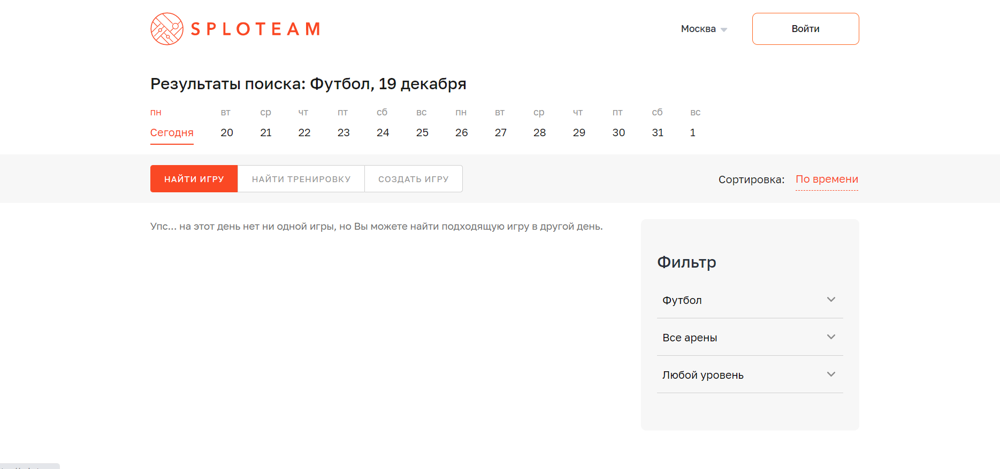 SPLOTEAM
Москва
Войти
Результаты поиска: Футбол, 19 декабря
пн вт ср чт пт сб вс пн вт ср чт пт сб вс
Сегодня 20 21 22 23 24 25 26 27 28 29 30 31 1
НАЙТИ ИГРУ НАЙТИ ТРЕНИРОВКУ СОЗДАТЬ ИГРУ
Сортировка: По времени
Упс... на этот день нет ни одной игры, но Вы можете найти подходящую игру в другой день.
Фильтр
Футбол
Все арены
Любой уровень